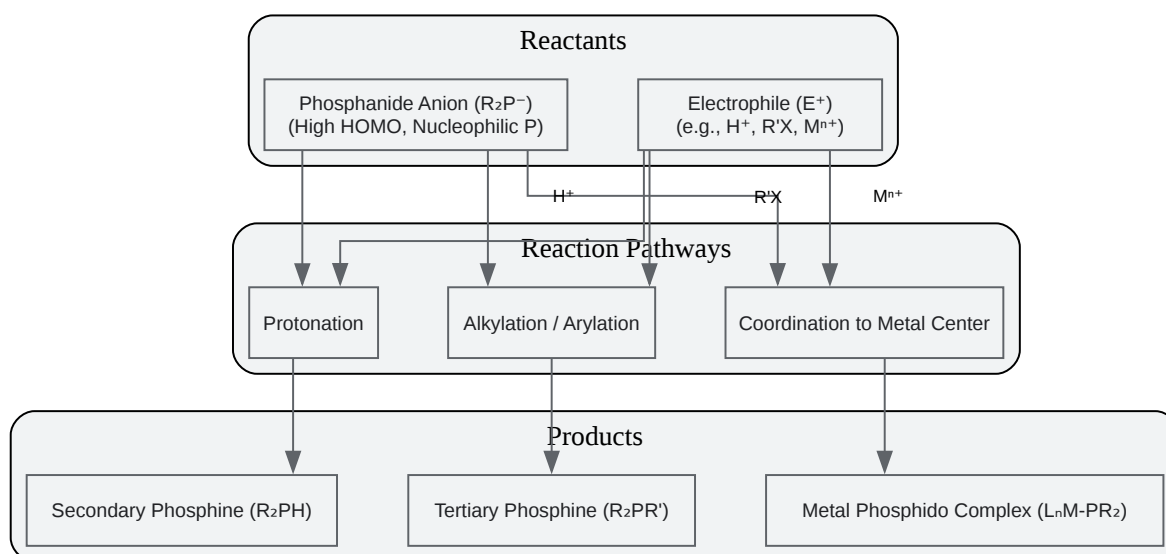 Reactants
Phosphanide Anion (R₂P⁻)
(High HOMO, Nucleophilic P)
Electrophile (E⁺)
(e.g., H⁺, R'X, Mⁿ⁺)
H⁺
R'X
Mⁿ⁺
Reaction Pathways
Protonation
Alkylation / Arylation
Coordination to Metal Center
Products
Secondary Phosphine (R₂PH)
Tertiary Phosphine (R₂PR')
Metal Phosphido Complex (LₙM-PR₂)